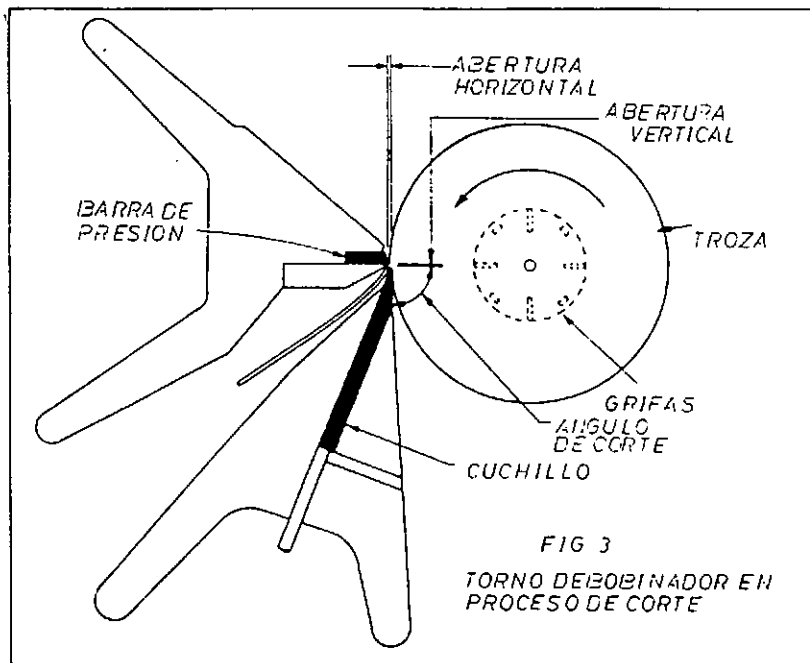 ABERTURA
HORIZONTAL
ABERTURA
VERTICAL
BARRA DE
PRESION
TROZA
GRIFAS
ANGULO
DE CORTE
CUCHILLO
FIG 3
TORNO DEBOBINADOR EN
PROCESO DE CORTE